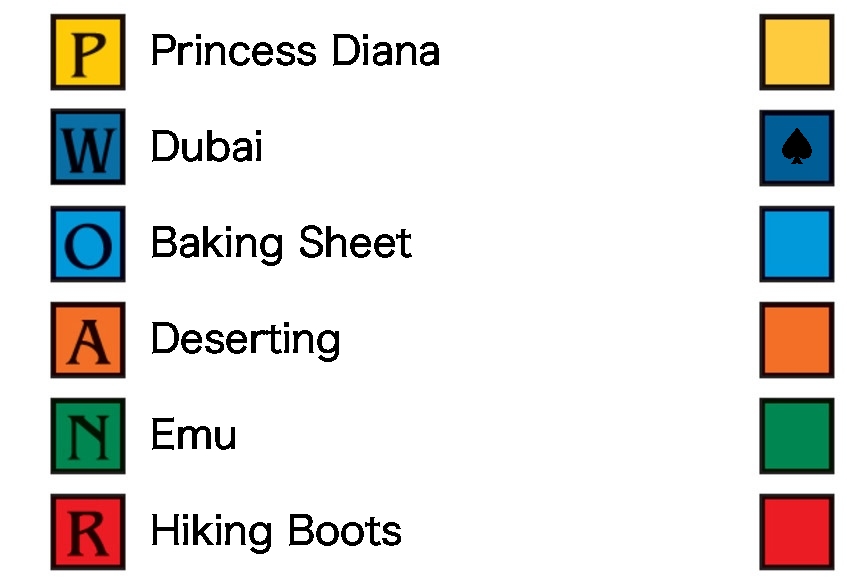 P Princess Diana
W Dubai ♠
O Baking Sheet
A Deserting
N Emu
R Hiking Boots